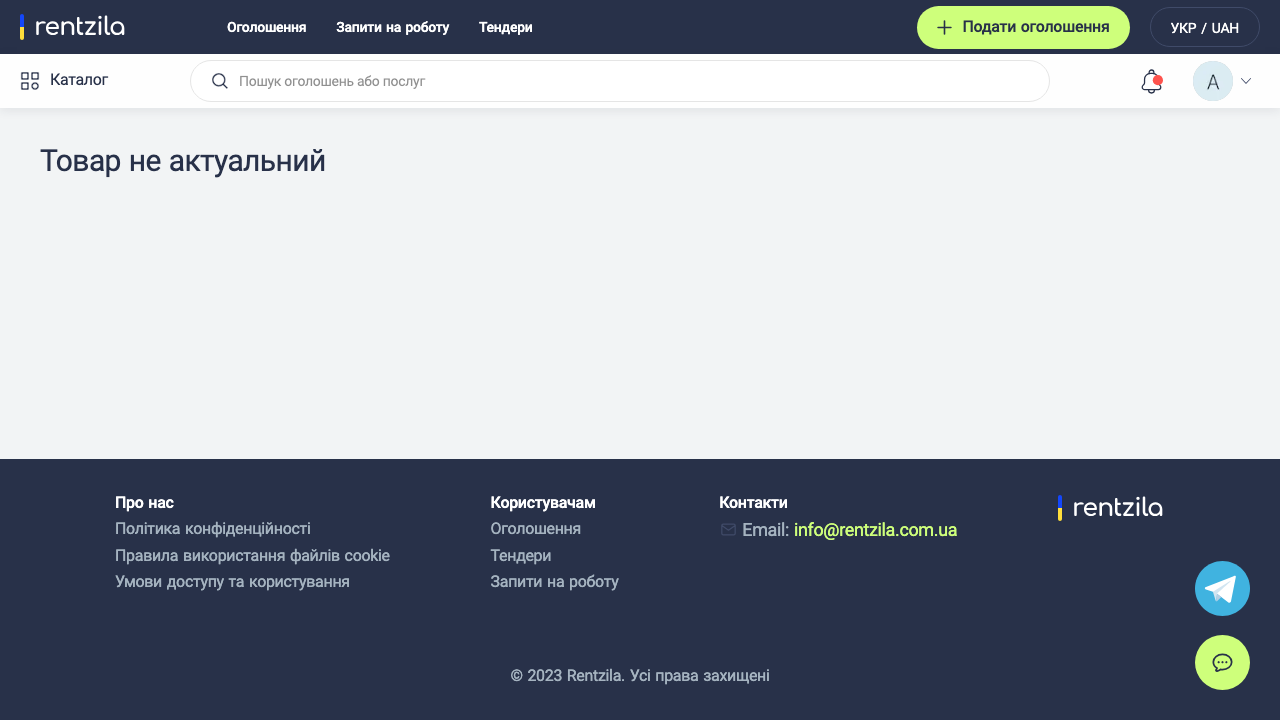 rentzila
Оголошення
Запити на роботу
Тендери
Подати оголошення
УКР / UAH
Каталог
Пошук оголошень або послуг
A
Товар не актуальний
Про нас
Політика конфіденційності
Правила використання файлів cookie
Умови доступу та користування
Користувачам
Оголошення
Тендери
Запити на роботу
Контакти
Email: info@rentzila.com.ua
rentzila
© 2023 Rentzila. Усі права захищені